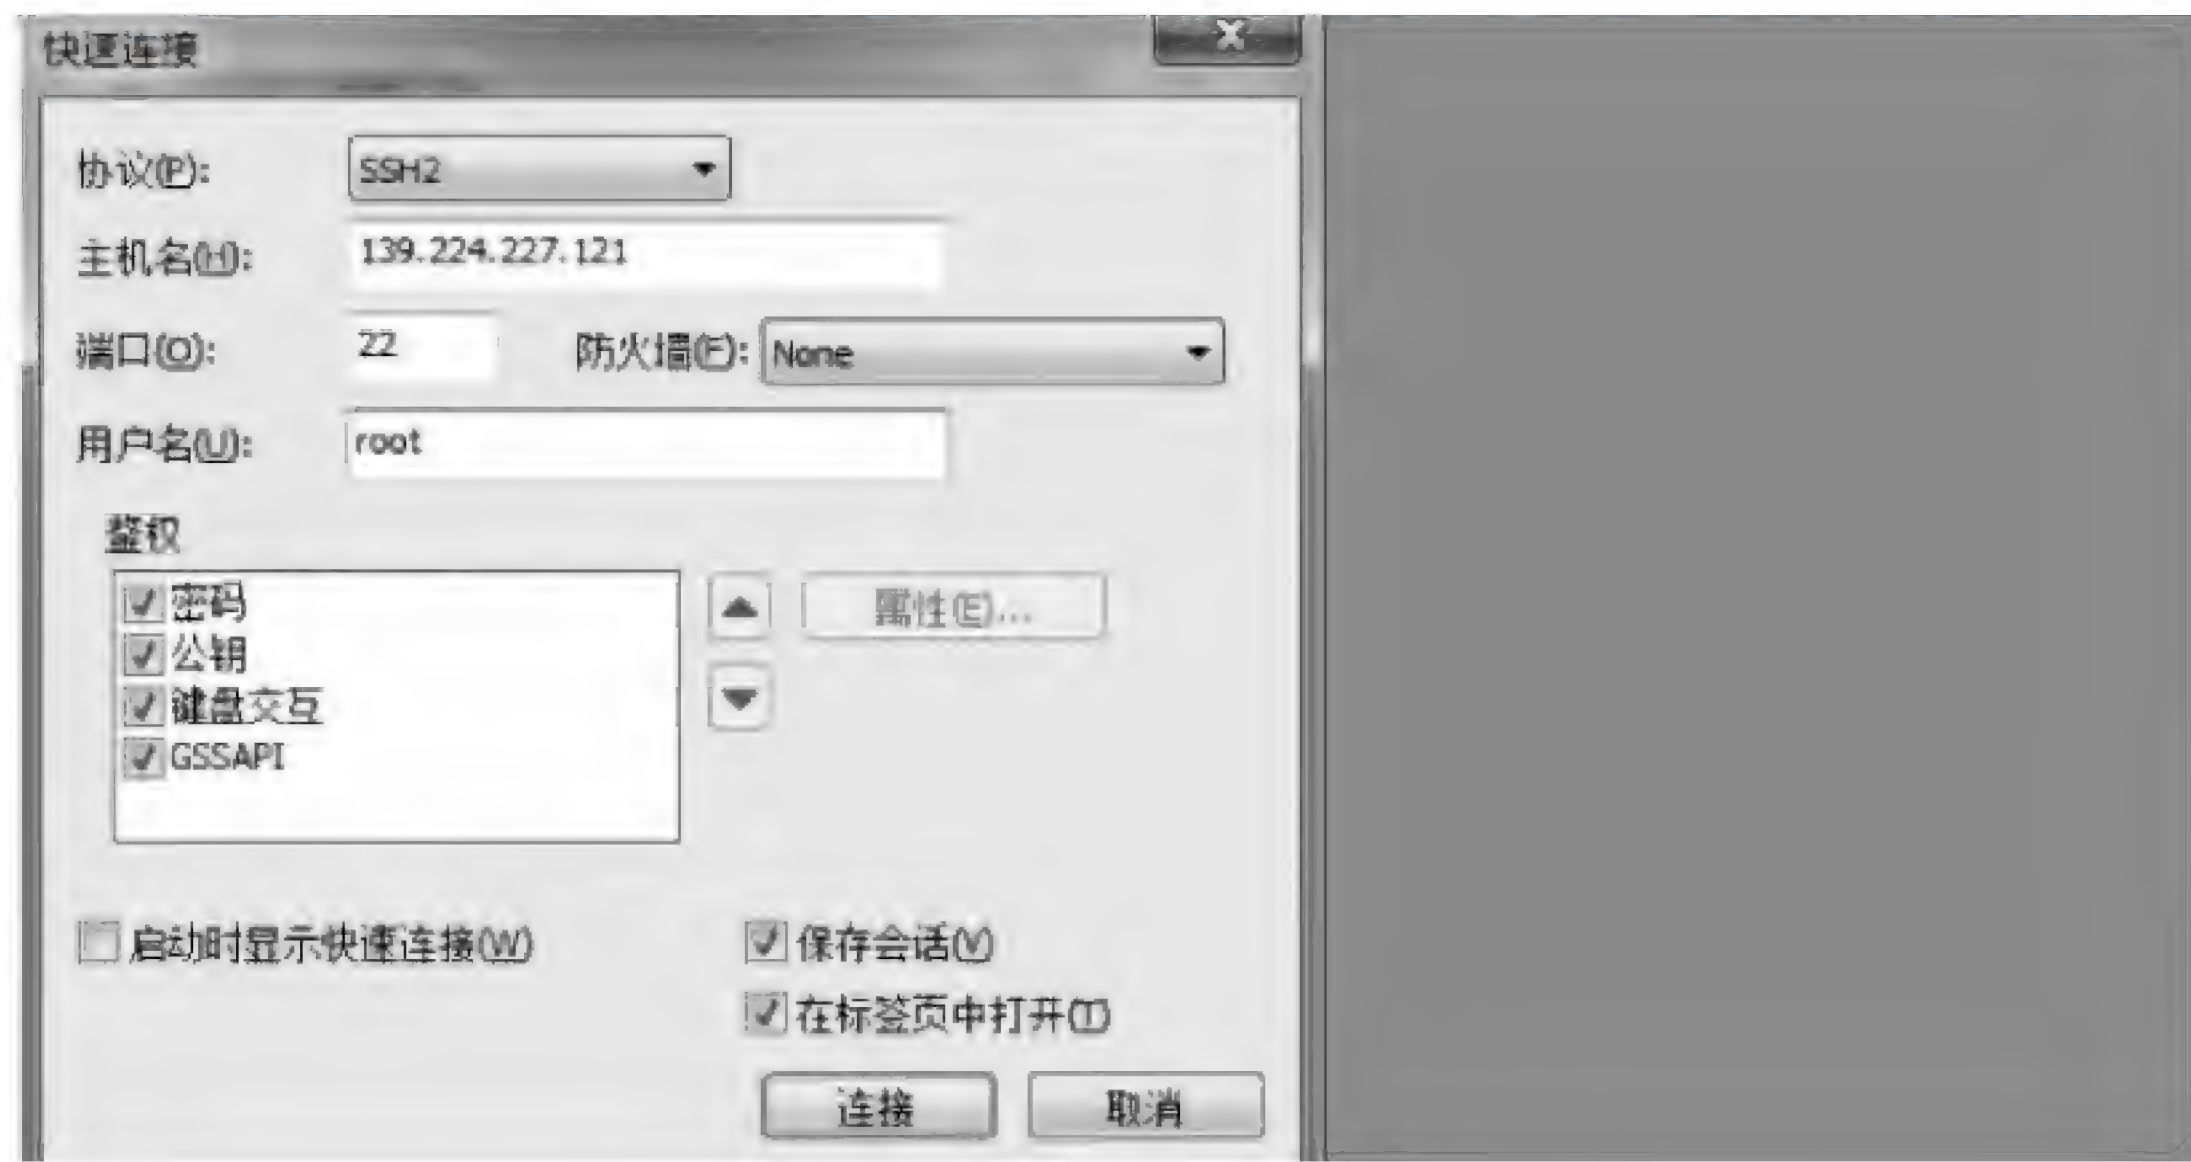 快速连接
协议(P): SSH2
主机名(H): 139.224.227.121
端口(O): 22 防火墙(F): None
用户名(U): root
鉴权
密码
公钥
键盘交互
GSSAPI
属性(E)...
启动时显示快速连接(W)
保存会话(V)
在标签页中打开(T)
连接 取消